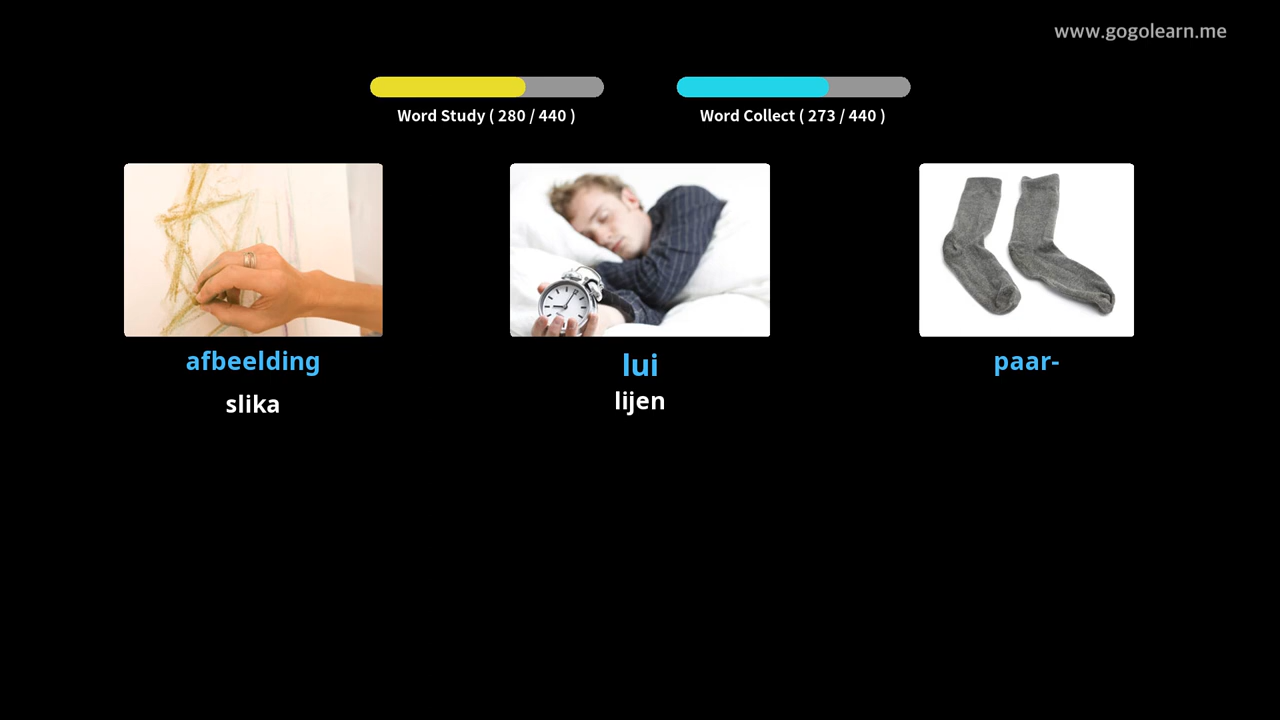 www.gogolearn.me
Word Study ( 280 / 440 )
Word Collect ( 273 / 440 )
afbeelding
lui
paar-
slika
lijen